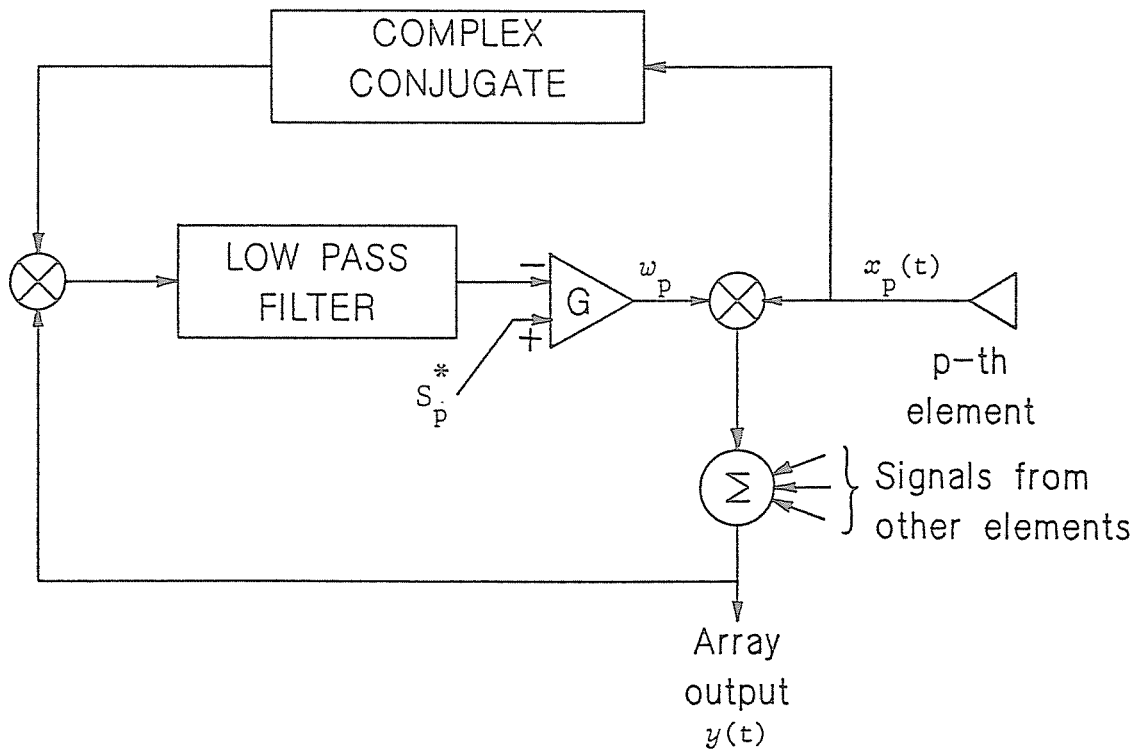 COMPLEX
CONJUGATE
LOW PASS
FILTER
−
+
G
S_p^*
w_p
x_p(t)
p-th
element
Σ
Signals from
other elements
Array
output
y(t)